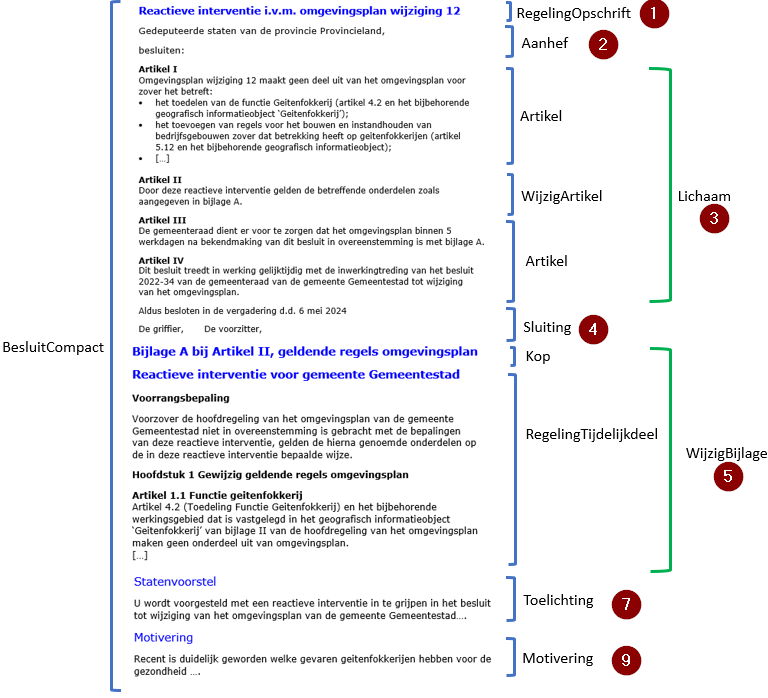 Reactieve interventie i.v.m. omgevingsplan wijziging 12
RegelingOpschrift
1
Gedeputeerde staten van de provincie Provincieland,
besluiten:
Aanhef
2
Artikel I
Omgevingsplan wijziging 12 maakt geen deel uit van het omgevingsplan voor
zover het betreft:
• het toedelen van de functie Geitenfokkerij (artikel 4.2 en het bijbehorende
geografisch informatieobject 'Geitenfokkerij');
• het toevoegen van regels voor het bouwen en instandhouden van
bedrijfsgebouwen zover dat betrekking heeft op geitenfokkerijen (artikel
5.12 en het bijbehorende geografisch informatieobject);
• […]
Artikel
Artikel II
Door deze reactieve interventie gelden de betreffende onderdelen zoals
aangegeven in bijlage A.
WijzigArtikel
Lichaam
3
Artikel III
De gemeenteraad dient er voor te zorgen dat het omgevingsplan binnen 5
werkdagen na bekendmaking van dit besluit in overeenstemming is met bijlage A.
Artikel IV
Dit besluit treedt in werking gelijktijdig met de inwerkingtreding van het besluit
2022-34 van de gemeenteraad van de gemeente Gemeentestad tot wijziging
van het omgevingsplan.
Artikel
Aldus besloten in de vergadering d.d. 6 mei 2024
De griffier, De voorzitter,
Sluiting
4
BesluitCompact
Bijlage A bij Artikel II, geldende regels omgevingsplan
Kop
Reactieve interventie voor gemeente Gemeentestad
Voorrangsbepaling
Voorzover de hoofdregeling van het omgevingsplan van de gemeente
Gemeentestad niet in overeenstemming is gebracht met de bepalingen
van deze reactieve interventie, gelden de hierna genoemde onderdelen op
de in deze reactieve interventie bepaalde wijze.
RegelingTijdelijkdeel
WijzigBijlage
5
Hoofdstuk 1 Gewijzig geldende regels omgevingsplan
Artikel 1.1 Functie geitenfokkerij
Artikel 4.2 (Toedeling Functie Geitenfokkerij) en het bijbehorende
werkingsgebied dat is vastgelegd in het geografisch informatieobject
'Geitenfokkerij' van bijlage II van de hoofdregeling van het omgevingsplan
maken geen onderdeel uit van omgevingsplan.
[…]
Statenvoorstel
U wordt voorgesteld met een reactieve interventie in te grijpen in het besluit
tot wijziging van het omgevingsplan van de gemeente Gemeentestad….
Toelichting
7
Motivering
Recent is duidelijk geworden welke gevaren geitenfokkerijen hebben voor de
gezondheid ….
Motivering
9